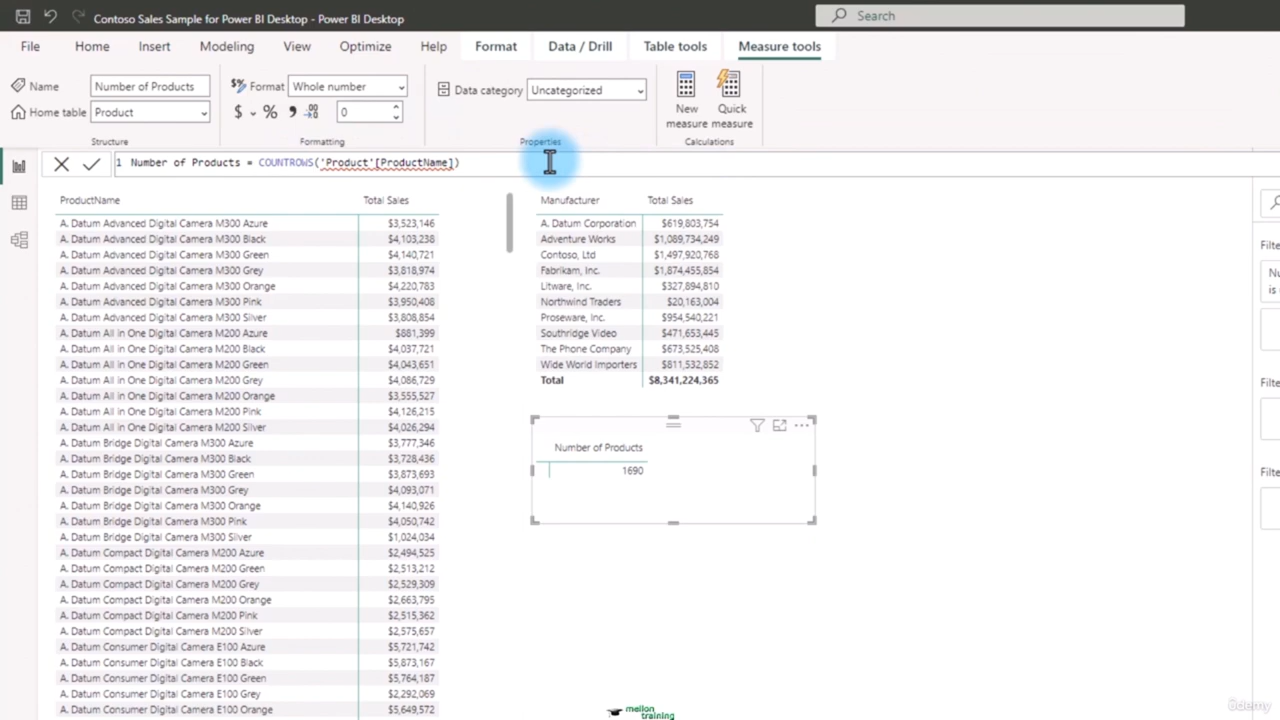 Contoso Sales Sample for Power BI Desktop - Power BI Desktop
Search
File Home Insert Modeling View Optimize Help Format Data / Drill Table tools Measure tools
Name Number of Products
Home table Product
Structure
Format Whole number
$ % 9 .00 0
Formatting
Data category Uncategorized
Properties
New measure
Quick measure
Calculations
1 Number of Products = COUNTROWS('Product'[ProductName])
ProductName Total Sales
A. Datum Advanced Digital Camera M300 Azure $3,523,146
A. Datum Advanced Digital Camera M300 Black $4,103,238
A. Datum Advanced Digital Camera M300 Green $4,140,721
A. Datum Advanced Digital Camera M300 Grey $3,818,974
A. Datum Advanced Digital Camera M300 Orange $4,220,783
A. Datum Advanced Digital Camera M300 Pink $3,950,408
A. Datum Advanced Digital Camera M300 Silver $3,808,854
A. Datum All in One Digital Camera M200 Azure $881,399
A. Datum All in One Digital Camera M200 Black $4,037,721
A. Datum All in One Digital Camera M200 Green $4,043,651
A. Datum All in One Digital Camera M200 Grey $4,086,729
A. Datum All in One Digital Camera M200 Orange $3,555,527
A. Datum All in One Digital Camera M200 Pink $4,126,215
A. Datum All in One Digital Camera M200 Silver $4,026,294
A. Datum Bridge Digital Camera M300 Azure $3,777,346
A. Datum Bridge Digital Camera M300 Black $3,728,436
A. Datum Bridge Digital Camera M300 Green $3,873,693
A. Datum Bridge Digital Camera M300 Grey $4,093,071
A. Datum Bridge Digital Camera M300 Orange $4,140,926
A. Datum Bridge Digital Camera M300 Pink $4,050,742
A. Datum Bridge Digital Camera M300 Silver $1,024,034
A. Datum Compact Digital Camera M200 Azure $2,494,525
A. Datum Compact Digital Camera M200 Green $2,513,212
A. Datum Compact Digital Camera M200 Grey $2,529,309
A. Datum Compact Digital Camera M200 Orange $2,663,795
A. Datum Compact Digital Camera M200 Pink $2,515,362
A. Datum Compact Digital Camera M200 Silver $2,575,657
A. Datum Consumer Digital Camera E100 Azure $5,721,742
A. Datum Consumer Digital Camera E100 Black $5,873,167
A. Datum Consumer Digital Camera E100 Green $5,764,187
A. Datum Consumer Digital Camera E100 Grey $2,292,069
A. Datum Consumer Digital Camera E100 Orange $5,649,572
Manufacturer Total Sales
A. Datum Corporation $619,803,754
Adventure Works $1,089,734,249
Contoso, Ltd $1,497,920,768
Fabrikam, Inc. $1,874,455,854
Litware, Inc. $327,894,810
Northwind Traders $20,163,004
Proseware, Inc. $954,540,221
Southridge Video $471,653,445
The Phone Company $673,525,408
Wide World Importers $811,532,852
Total $8,341,224,365
Number of Products
1690
Filte
Nu
is
Filte
Filte
mellon
training
ûdemy